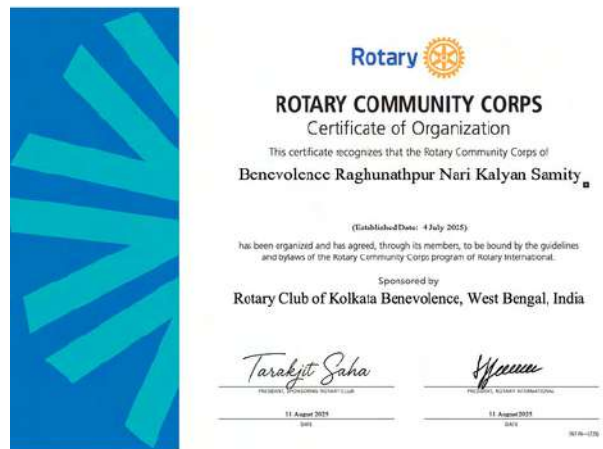 Rotary
ROTARY COMMUNITY CORPS
Certificate of Organization
This certificate recognizes that the Rotary Community Corps of
Benevolence Raghunathpur Nari Kalyan Samity
(Established Date: 4 July 2025)
has been organized and has agreed, through its members, to be bound by the guidelines
and bylaws of the Rotary Community Corps program of Rotary International.
Sponsored by
Rotary Club of Kolkata Benevolence, West Bengal, India
Tarakjit Saha
PRESIDENT, SPONSORING ROTARY CLUB
PRESIDENT, ROTARY INTERNATIONAL
11 August 2025
11 August 2025
DATE
DATE